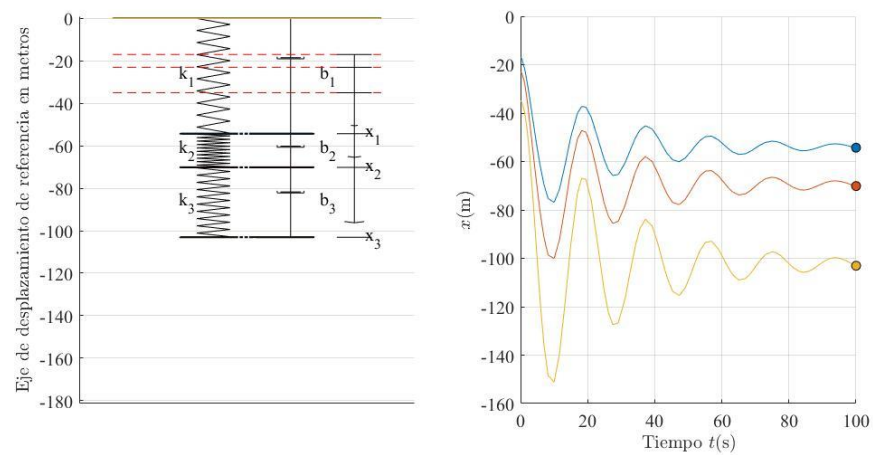 Eje de desplazamiento de referencia en metros
0
-20
-40
-60
-80
-100
-120
-140
-160
-180
k1
b1
x1
k2
b2
x2
k3
b3
x3
x(m)
0
-20
-40
-60
-80
-100
-120
-140
-160
0 20 40 60 80 100
Tiempo t(s)